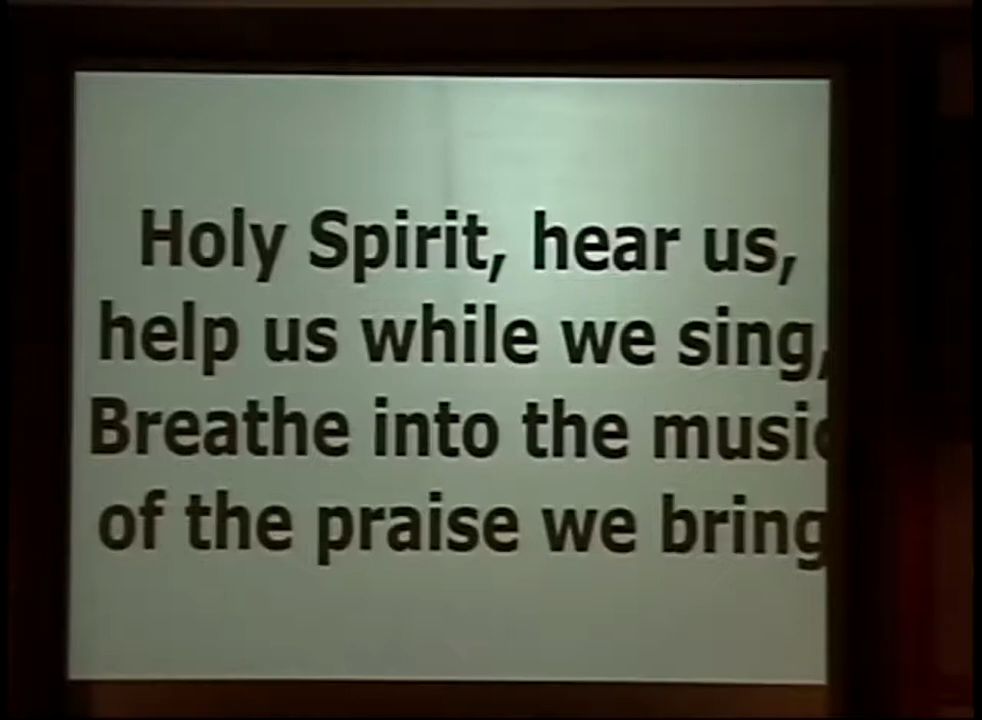 Holy Spirit, hear us,
help us while we sing,
Breathe into the music
of the praise we bring